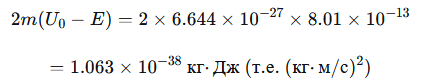 2m(U₀ − E) = 2 × 6.644 × 10⁻²⁷ × 8.01 × 10⁻¹³
= 1.063 × 10⁻³⁸ кг· Дж (т.е. (кг· м/с)²)